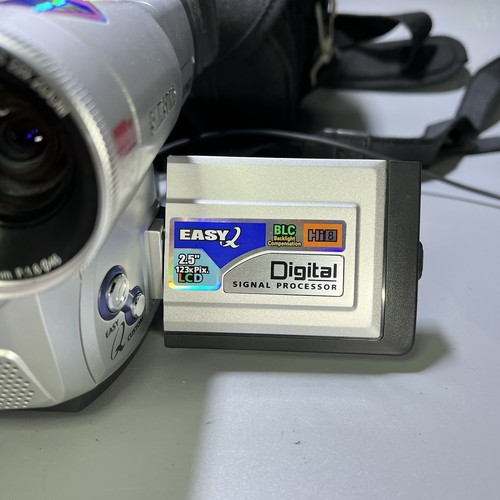 EASY Q
BLC
Backlight
Compensation
Hi8
2.5"
123K Pix.
LCD
Digital
SIGNAL PROCESSOR
EASY
Q